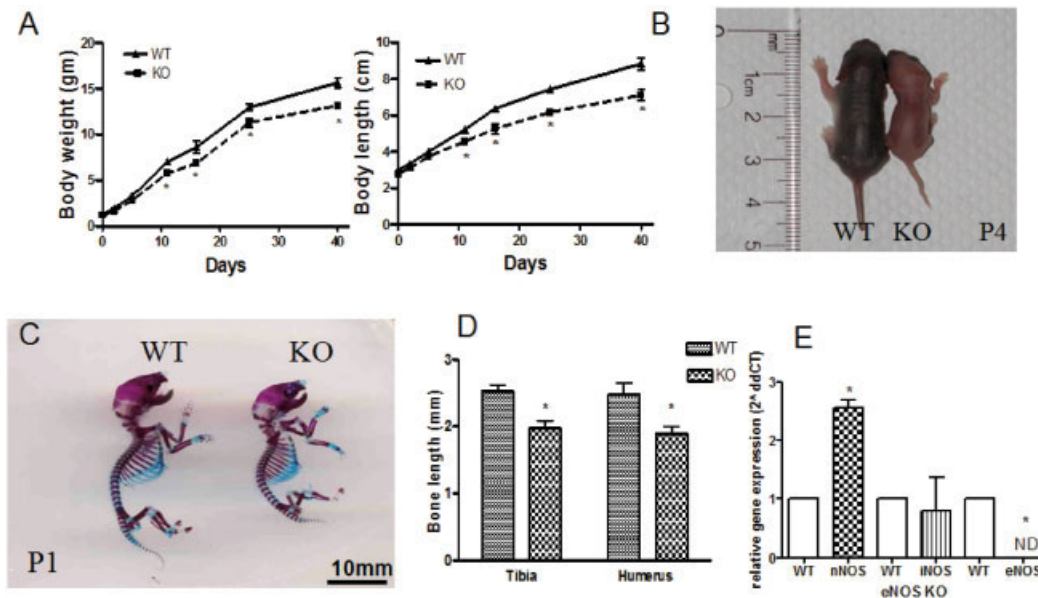 A
WT
KO
Body weight (gm)
20
15
10
5
0
0 10 20 30 40
Days
WT
KO
Body length (cm)
10
8
6
4
2
0
0 10 20 30 40
Days
B
0
mm
1cm
2
3
4
5
WT KO P4
C
WT KO
P1
10mm
D
WT
KO
Bone length (mm)
3
2
1
0
Tibia Humerus
E
relative gene expression (2^ ddCT)
3
2
1
0
*
*
ND
WT nNOS WT iNOS WT eNOS
eNOS KO